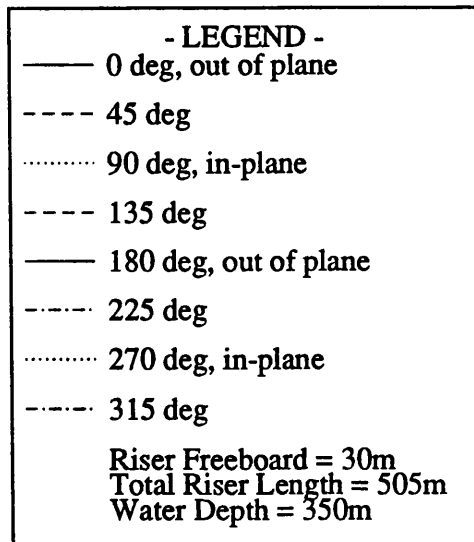 - LEGEND -
0 deg, out of plane
45 deg
90 deg, in-plane
135 deg
180 deg, out of plane
225 deg
270 deg, in-plane
315 deg
Riser Freeboard = 30m
Total Riser Length = 505m
Water Depth = 350m